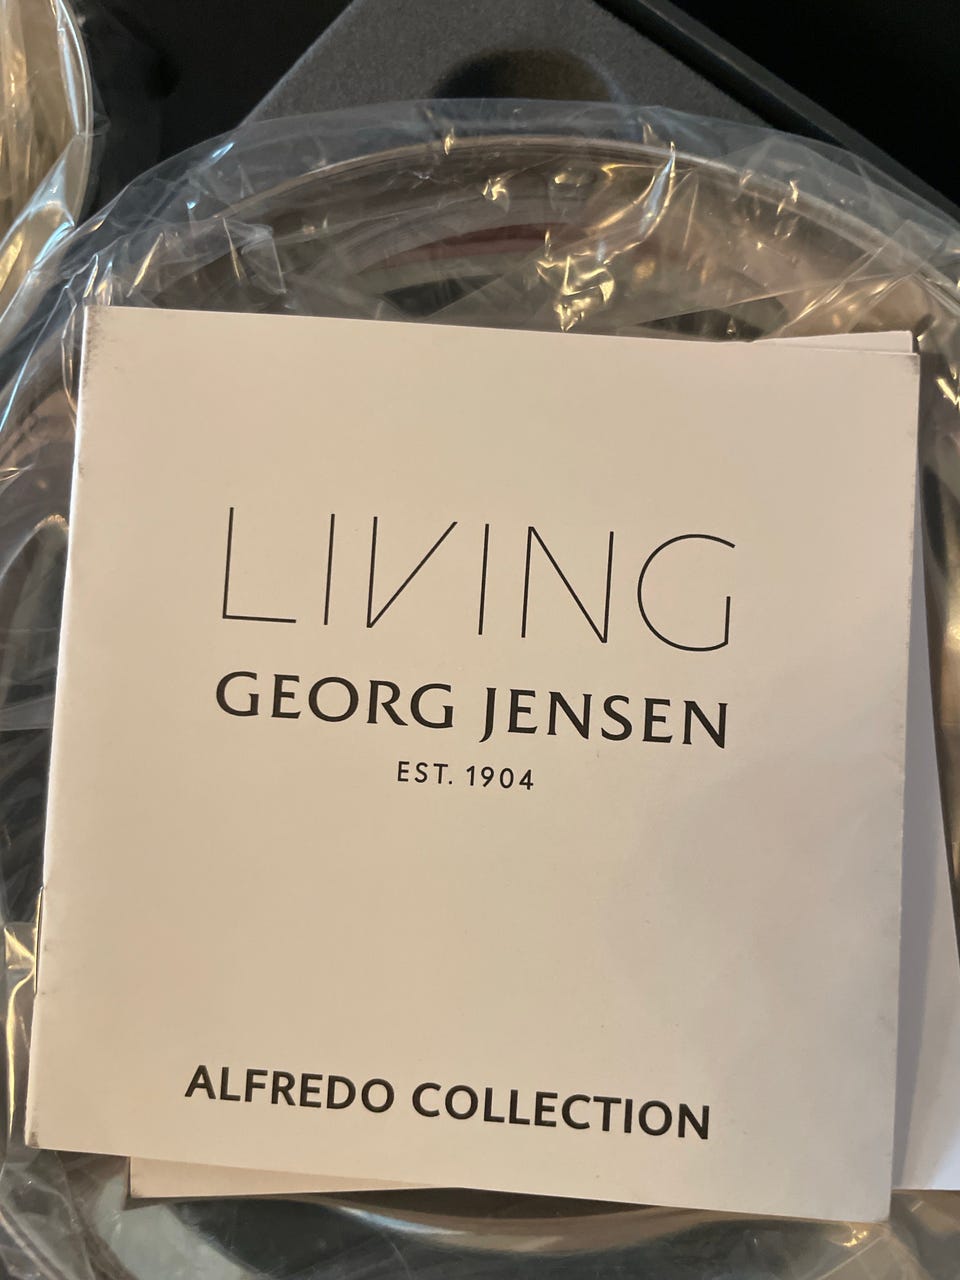 LIVING
GEORG JENSEN
EST. 1904
ALFREDO COLLECTION